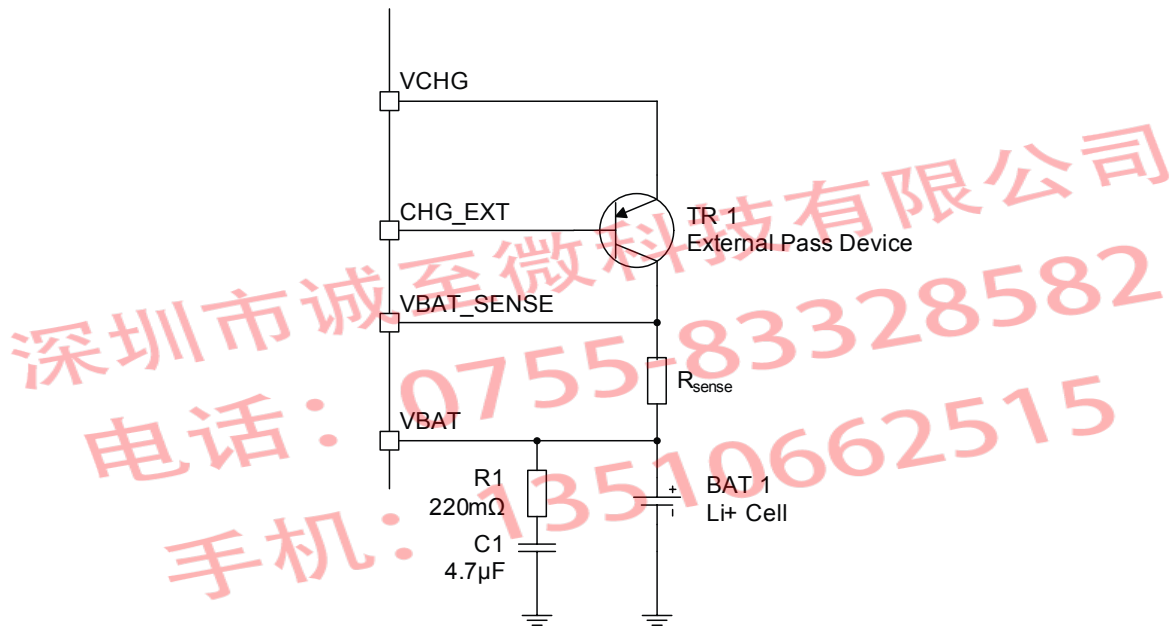 VCHG
CHG_EXT
TR 1
External Pass Device
VBAT_SENSE
Rsense
VBAT
R1
220mΩ
C1
4.7µF
+
BAT 1
Li+ Cell
深圳市诚至微科技有限公司
电话：0755-83328582
手机：13510662515